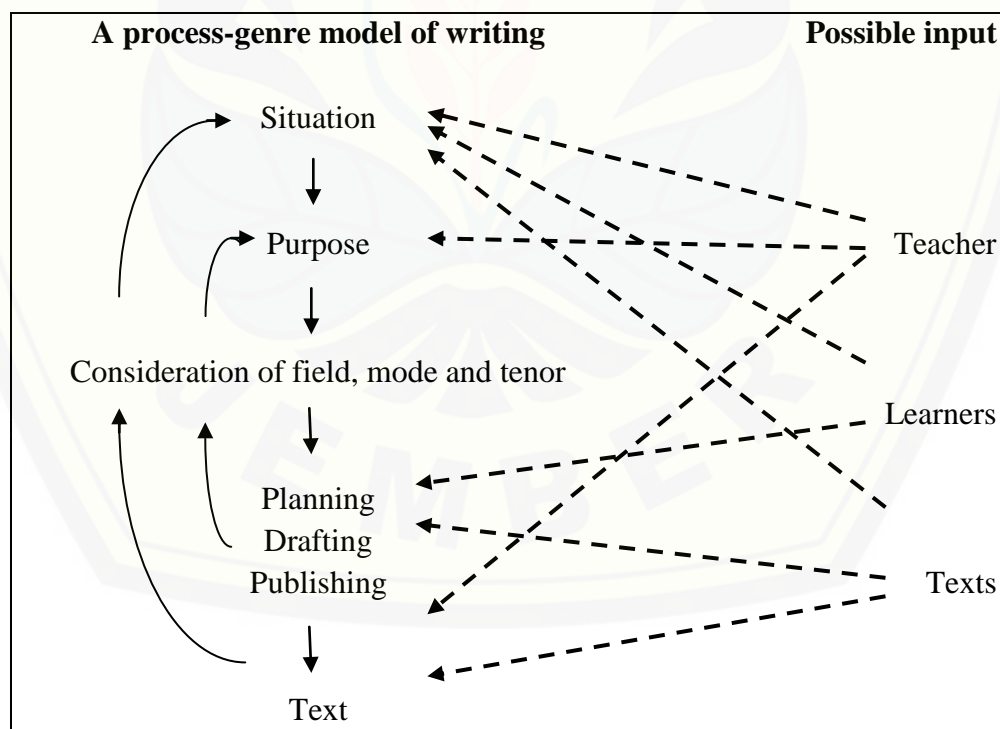 A process-genre model of writing
Possible input
Situation
Purpose
Teacher
Consideration of field, mode and tenor
Learners
Planning
Drafting
Publishing
Texts
Text
JEMBER